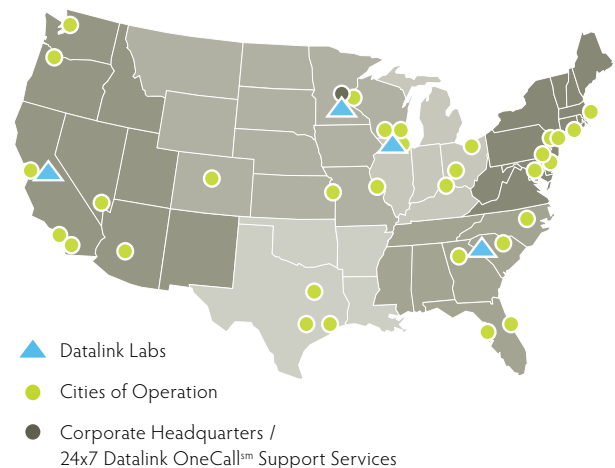 Datalink Labs
Cities of Operation
Corporate Headquarters /
24x7 Datalink OneCall℠ Support Services